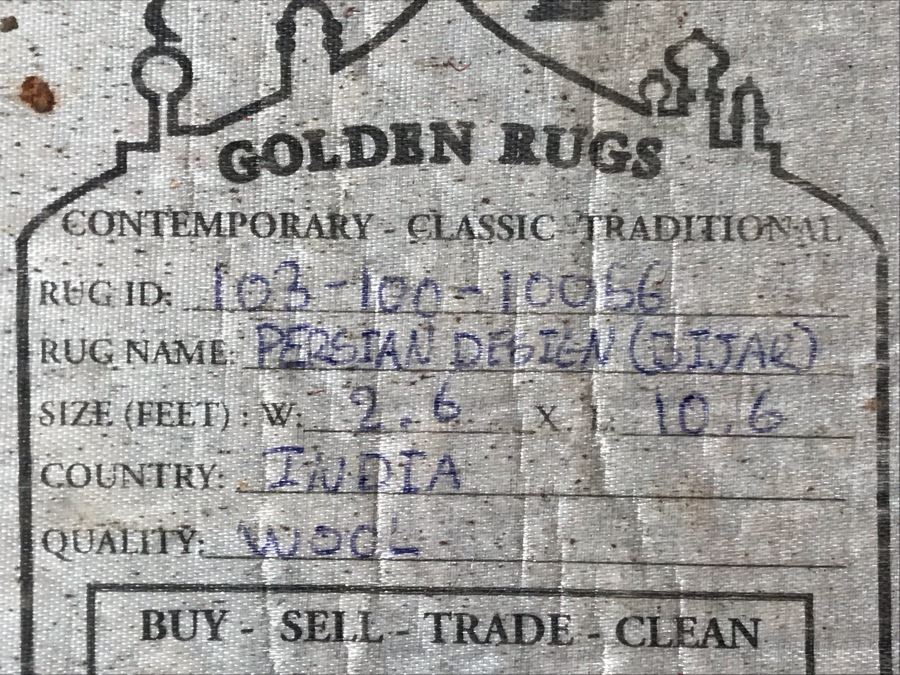 GOLDEN RUGS
CONTEMPORARY - CLASSIC - TRADITIONAL
RUG ID: 103-100-10056
RUG NAME: PERSIAN DESIGN (BIJAR)
SIZE (FEET) : W: 2.6 X L: 10.6
COUNTRY: INDIA
QUALITY: WOOL
BUY - SELL - TRADE - CLEAN